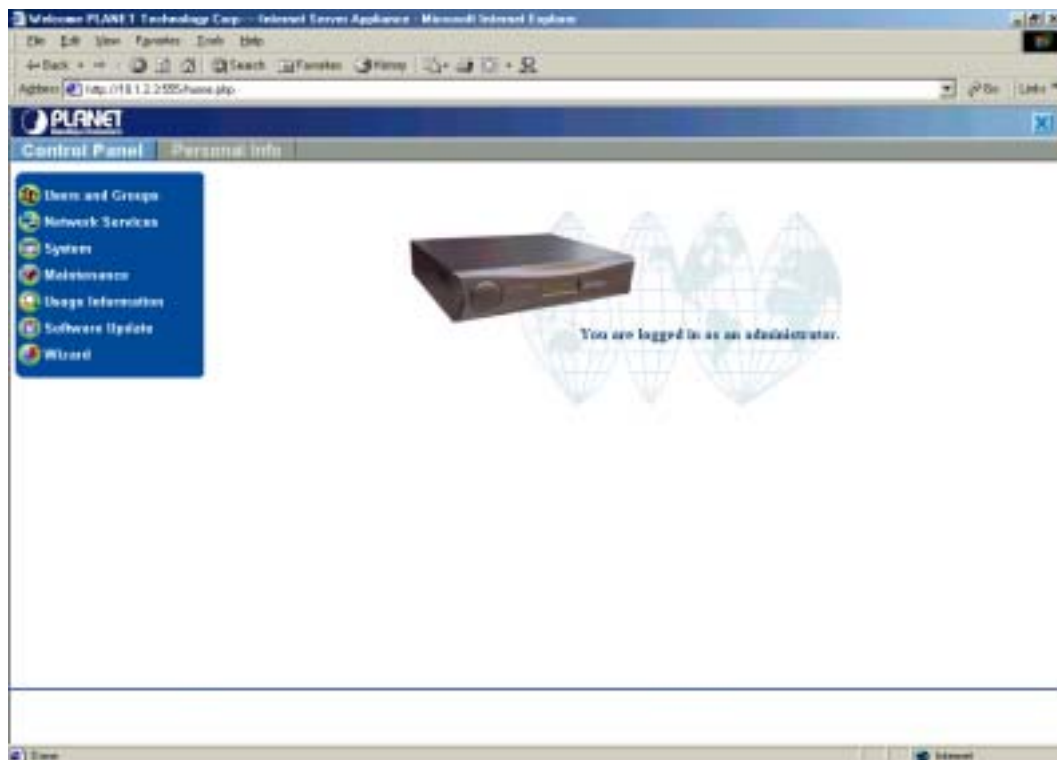 Welcome PLANET Technology Corp. - Internet Server Appliance - Microsoft Internet Explorer
File Edit View Favorites Tools Help
Back Search Favorites History
Address Go Links
PLANET
Control Panel Personal Info
Users and Groups
Network Services
System
Maintenance
Usage Information
Software Update
Wizard
You are logged in as an administrator.
Done Internet